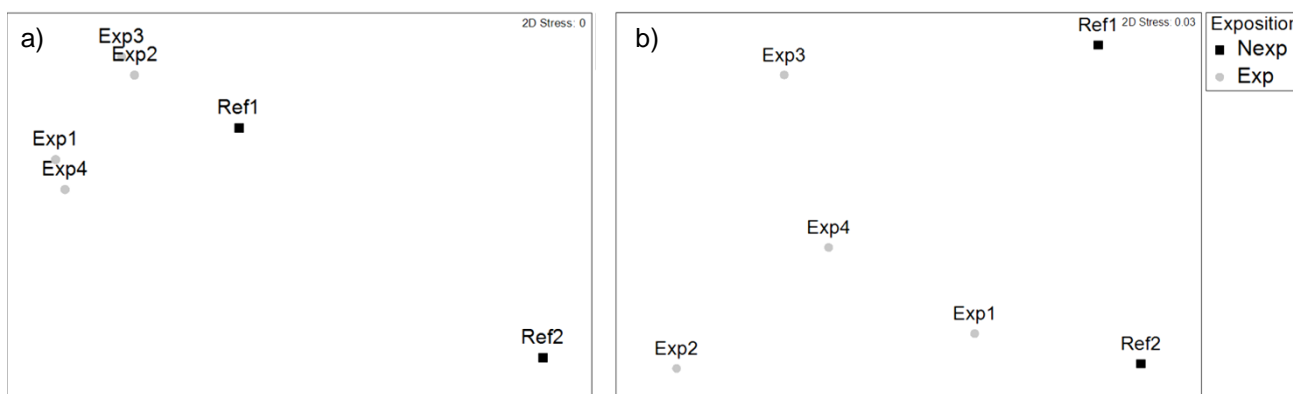 a)
2D Stress: 0
Exp3
Exp2
Ref1
Exp1
Exp4
Ref2
b)
2D Stress: 0.03
Ref1
Exp3
Exp4
Exp1
Exp2
Ref2
Exposition
Nexp
Exp